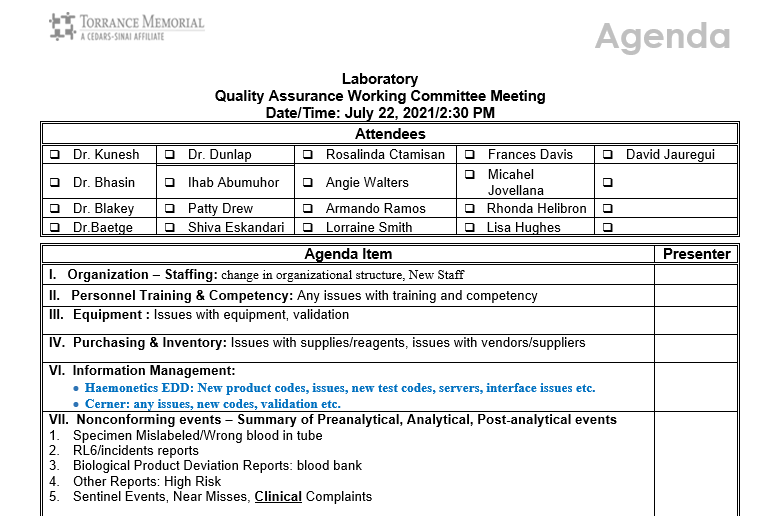 TORRANCE MEMORIAL
A CEDARS-SINAI AFFILIATE
Agenda
Laboratory
Quality Assurance Working Committee Meeting
Date/Time: July 22, 2021/2:30 PM
Attendees
❑ Dr. Kunesh ❑ Dr. Dunlap ❑ Rosalinda Ctamisan ❑ Frances Davis ❑ David Jauregui
❑ Dr. Bhasin ❑ Ihab Abumuhor ❑ Angie Walters ❑ Micahel Jovellana ❑
❑ Dr. Blakey ❑ Patty Drew ❑ Armando Ramos ❑ Rhonda Helibron ❑
❑ Dr.Baetge ❑ Shiva Eskandari ❑ Lorraine Smith ❑ Lisa Hughes ❑
Agenda Item Presenter
I. Organization – Staffing: change in organizational structure, New Staff
II. Personnel Training & Competency: Any issues with training and competency
III. Equipment : Issues with equipment, validation
IV. Purchasing & Inventory: Issues with supplies/reagents, issues with vendors/suppliers
VI. Information Management:
• Haemonetics EDD: New product codes, issues, new test codes, servers, interface issues etc.
• Cerner: any issues, new codes, validation etc.
VII. Nonconforming events – Summary of Preanalytical, Analytical, Post-analytical events
1. Specimen Mislabeled/Wrong blood in tube
2. RL6/incidents reports
3. Biological Product Deviation Reports: blood bank
4. Other Reports: High Risk
5. Sentinel Events, Near Misses, Clinical Complaints